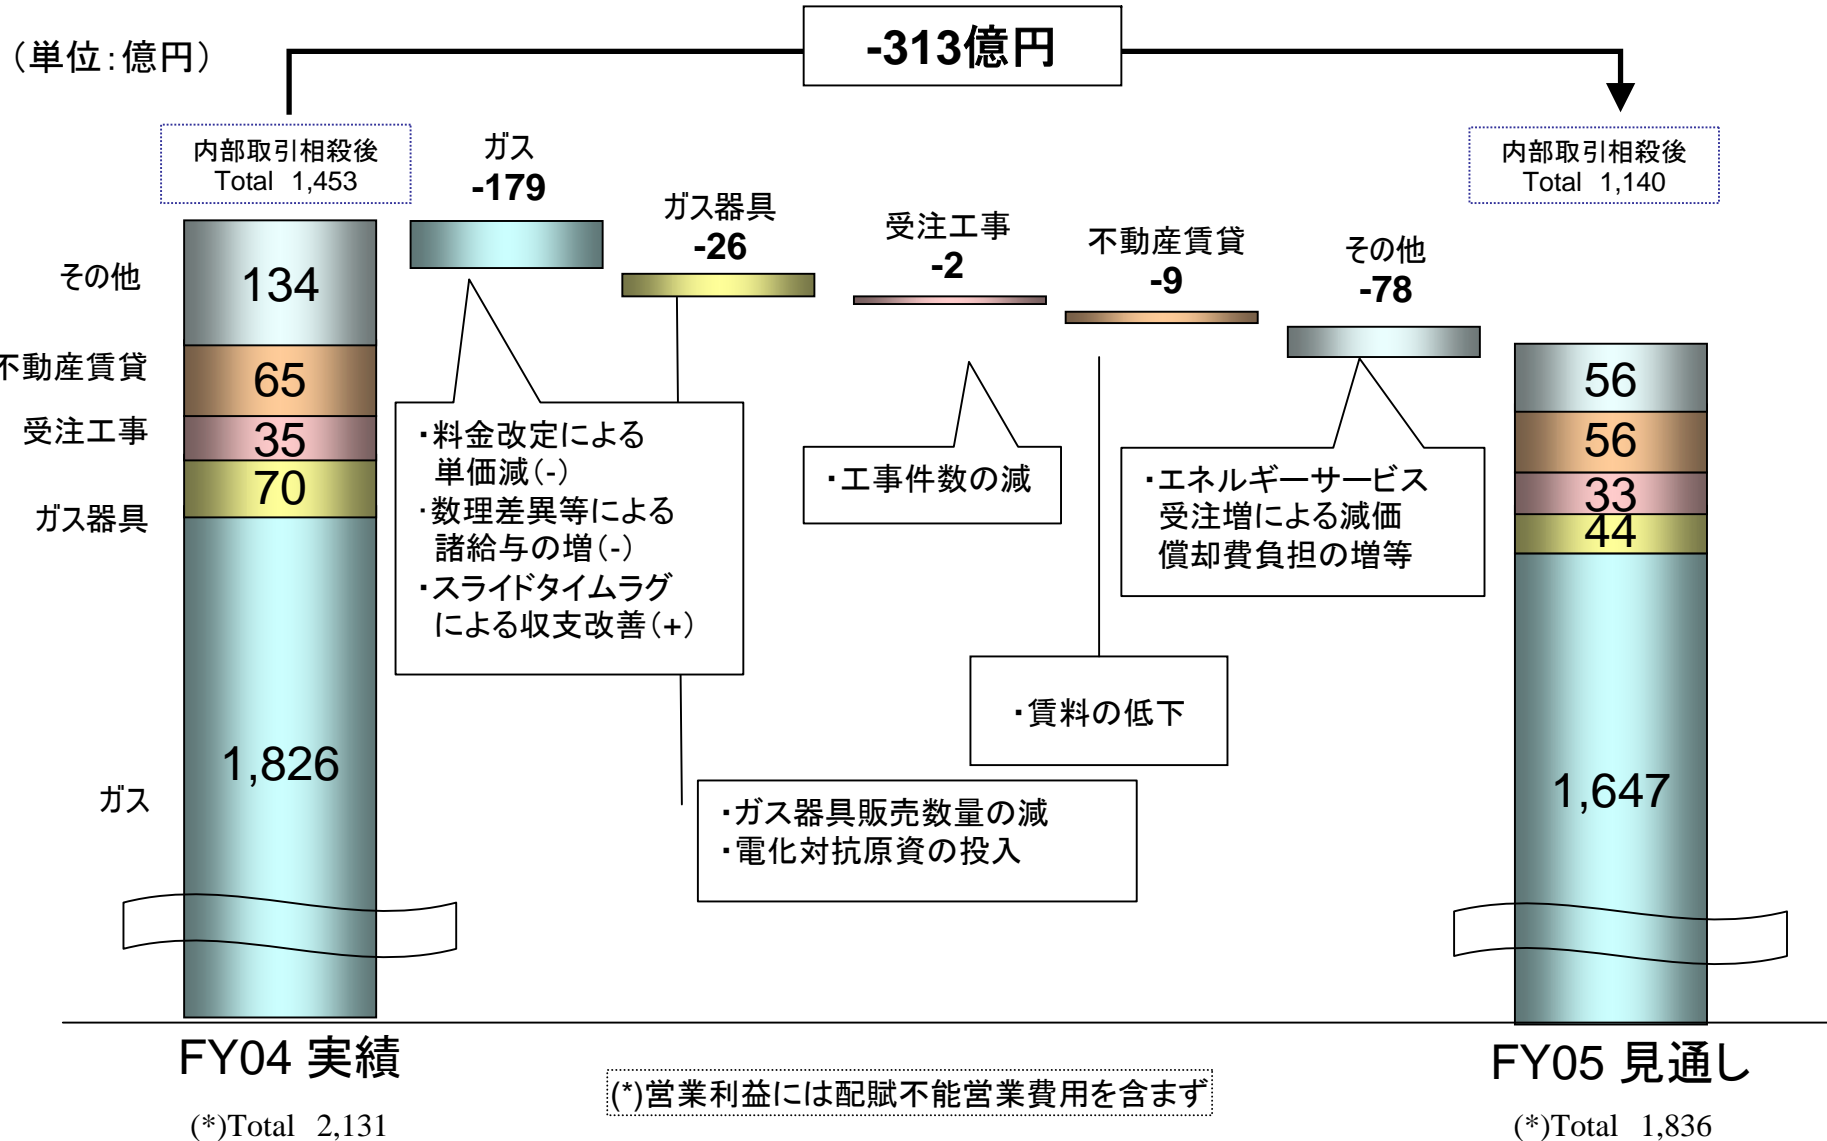 (単位:億円)
-313億円
内部取引相殺後
Total 1,453
内部取引相殺後
Total 1,140
ガス
-179
ガス器具
-26
受注工事
-2
不動産賃貸
-9
その他
-78
その他
不動産賃貸
受注工事
ガス器具
ガス
134
65
35
70
1,826
・料金改定による
単価減(-)
・数理差異等による
諸給与の増(-)
・スライドタイムラグ
による収支改善(+)
・工事件数の減
・エネルギーサービス
受注増による減価
償却費負担の増等
・賃料の低下
・ガス器具販売数量の減
・電化対抗原資の投入
56
56
33
44
1,647
FY04 実績
(*)Total 2,131
(*)営業利益には配賦不能営業費用を含まず
FY05 見通し
(*)Total 1,836